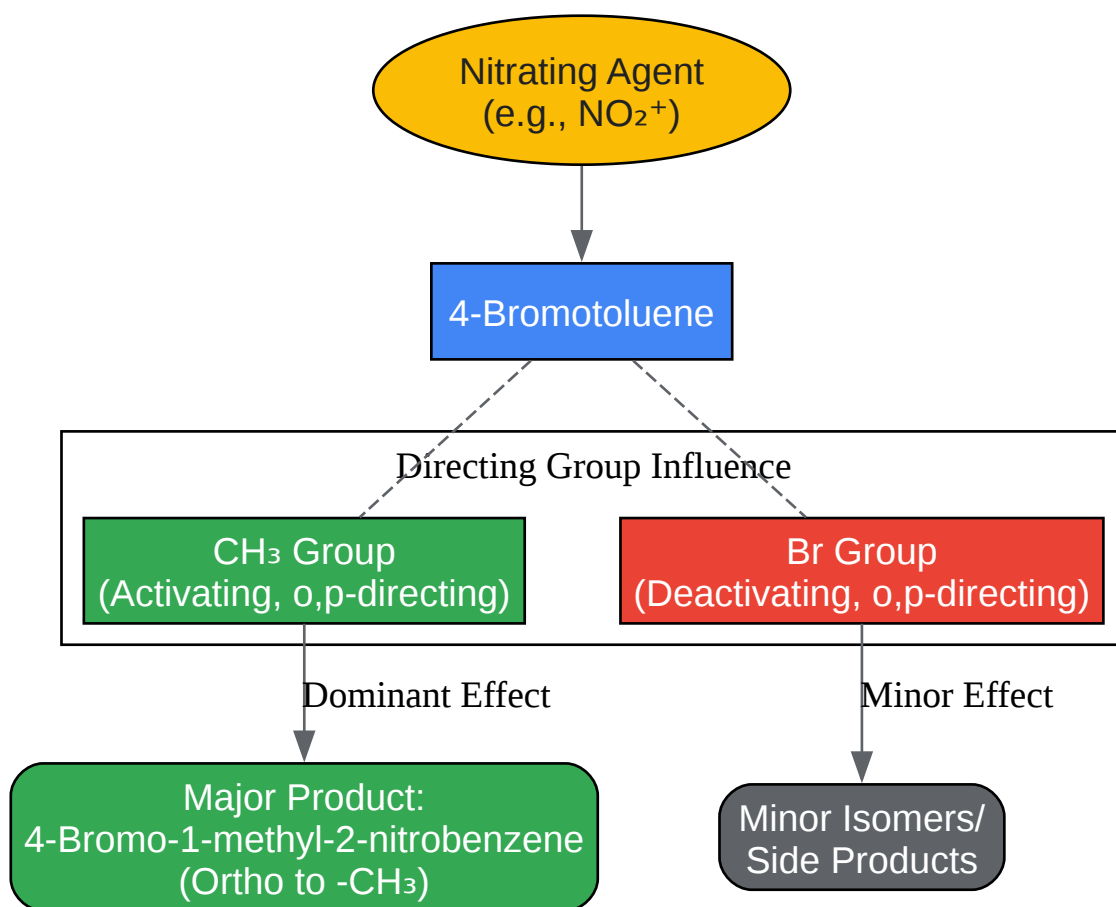 Nitrating Agent
(e.g., NO₂⁺)
4-Bromotoluene
Directing Group Influence
CH₃ Group
(Activating, o,p-directing)
Br Group
(Deactivating, o,p-directing)
Dominant Effect
Minor Effect
Major Product:
4-Bromo-1-methyl-2-nitrobenzene
(Ortho to -CH₃)
Minor Isomers/
Side Products